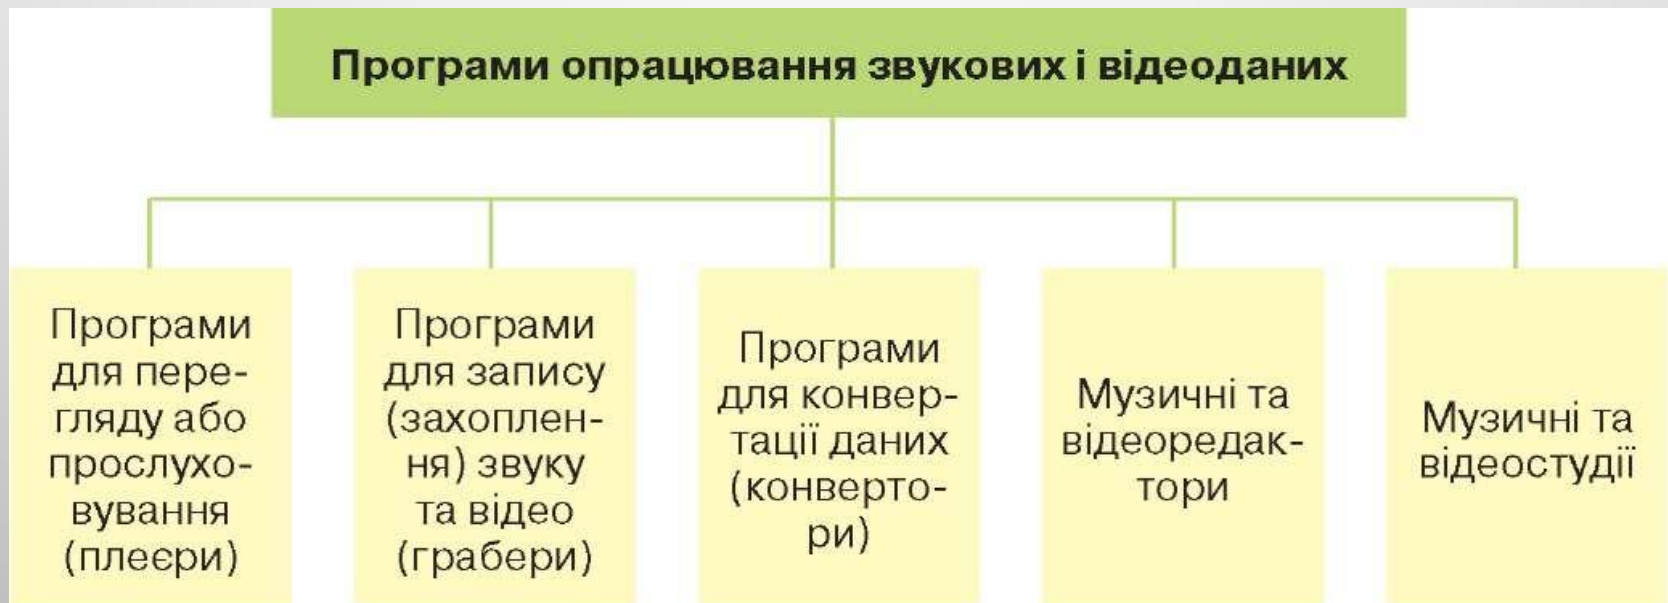 Програми опрацювання звукових і відеоданих
Програми
для пере-
гляду або
прослухо-
вування
(плеєри)
Програми
для запису
(захоплен-
ня) звуку
та відео
(грабери)
Програми
для конвер-
тації даних
(конверто-
ри)
Музичні та
відеоредак-
тори
Музичні та
відеостудії